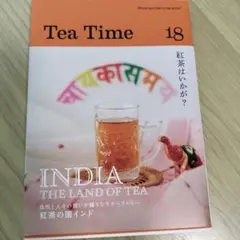 Tea Time 18
紅茶はいかが?
चायकासमय
INDIA
THE LAND OF TEA
紅茶の国インド